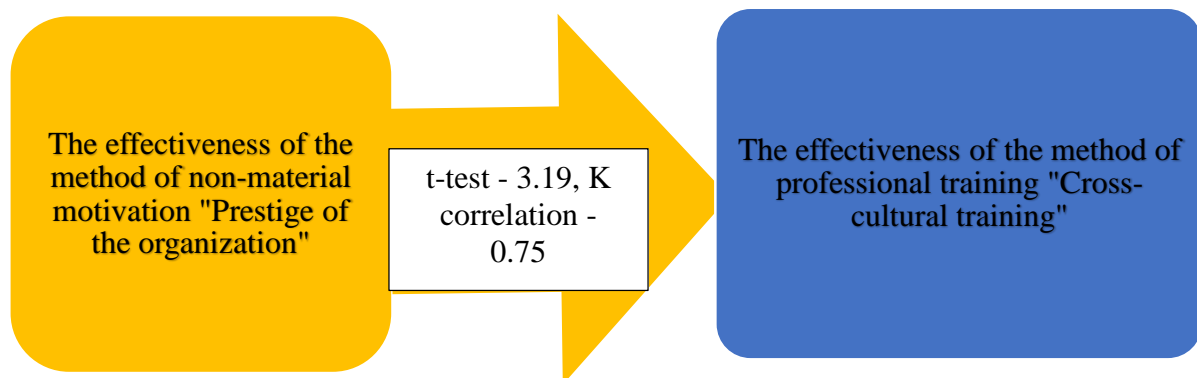 The effectiveness of the
method of non-material
motivation "Prestige of
the organization"
t-test - 3.19, K
correlation -
0.75
The effectiveness of the method of
professional training "Cross-
cultural training"